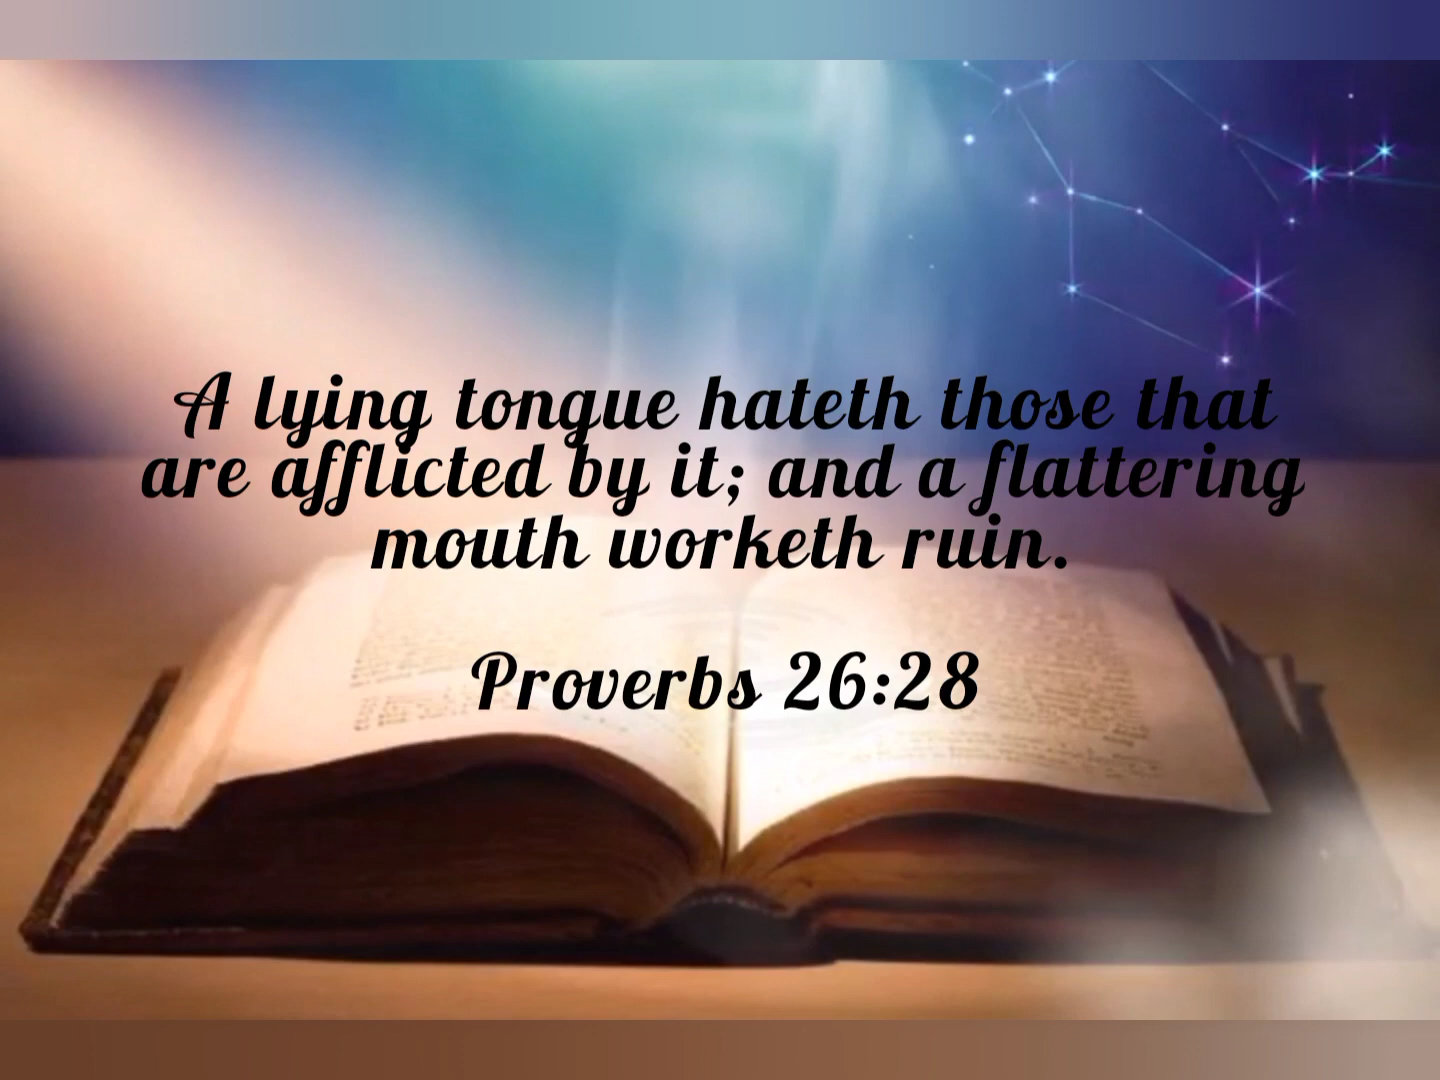 A lying tongue hateth those that
are afflicted by it; and a flattering
mouth worketh ruin.
Proverbs 26:28